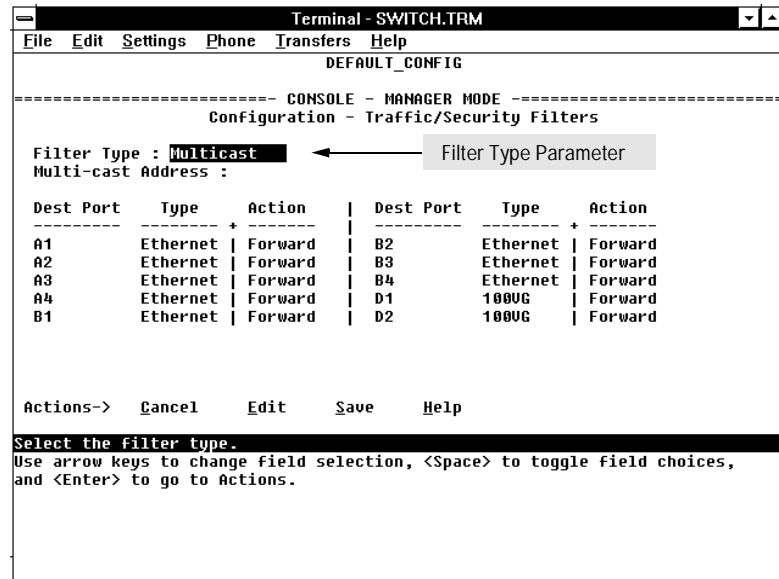 Terminal - SWITCH.TRM
File Edit Settings Phone Transfers Help
DEFAULT_CONFIG
===========================- CONSOLE - MANAGER MODE -===========================
Configuration - Traffic/Security Filters
Filter Type : Multicast
Filter Type Parameter
Multi-cast Address :
Dest Port Type Action | Dest Port Type Action
--------- -------- + ------- | --------- -------- + -------
A1 Ethernet | Forward | B2 Ethernet | Forward
A2 Ethernet | Forward | B3 Ethernet | Forward
A3 Ethernet | Forward | B4 Ethernet | Forward
A4 Ethernet | Forward | D1 100VG | Forward
B1 Ethernet | Forward | D2 100VG | Forward
Actions-> Cancel Edit Save Help
Select the filter type.
Use arrow keys to change field selection, <Space> to toggle field choices,
and <Enter> to go to Actions.